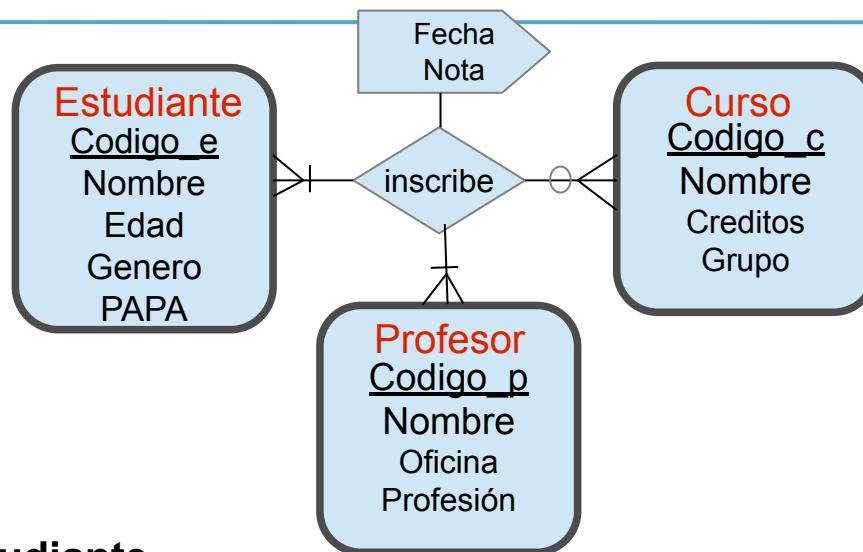 Fecha
Nota
Estudiante
Codigo_e
Nombre
Edad
Genero
PAPA
inscribe
Curso
Codigo_c
Nombre
Creditos
Grupo
Profesor
Codigo_p
Nombre
Oficina
Profesión